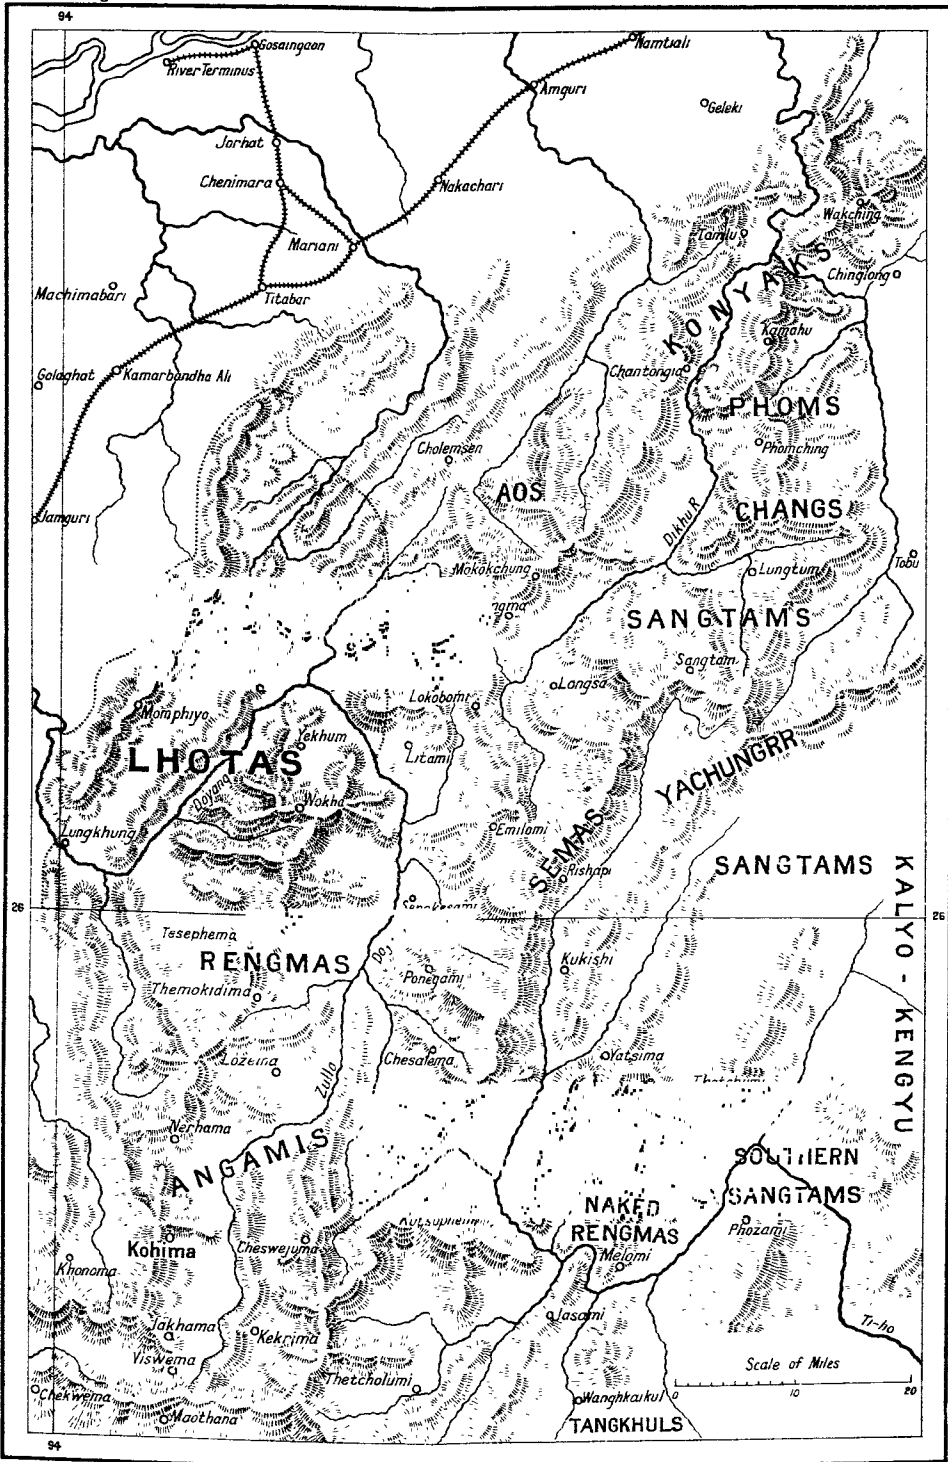 94
Gosaingaon
Namtiali
River Terminus
Amguri
Geleki
Jorhat
Chenimara
Nakachari
Wakching
Tamlu
Mariani
KONYAKS
Chinglong
Machimabari
Titabar
Kamahu
Golaghat
Kamarbandha Ali
Chantongia
PHOMS
Cholemsen
Phomching
AOS
CHANGS
Jamguri
Dikhu R
Tobu
Mokokchung
Lungtum
SANGTAMS
Sangtam
Longsa
Lokobomi
Momphiyo
Yekhum
YACHUNGRR
LHOTAS
Litami
Doyang
Wokha
Emilomi
SEMAS
Lungkhung
Rishapi
SANGTAMS
KALYO - KENGYU
26
26
Tesephema
RENGMAS
Kukishi
Ponegami
Themokidima
Chesalema
Yatsima
Lozema
Zullo
Nerhama
ANGAMIS
SOUTHERN
SANGTAMS
NAKED
RENGMAS
Phozami
Kohima
Cheswejuma
Melomi
Khonoma
Jasami
Jakhama
Kekrima
Ti-ho
Viswema
Scale of Miles
Thetcholumi
0 10 20
Chekwema
Wanghkaikul
Maothana
TANGKHULS
94